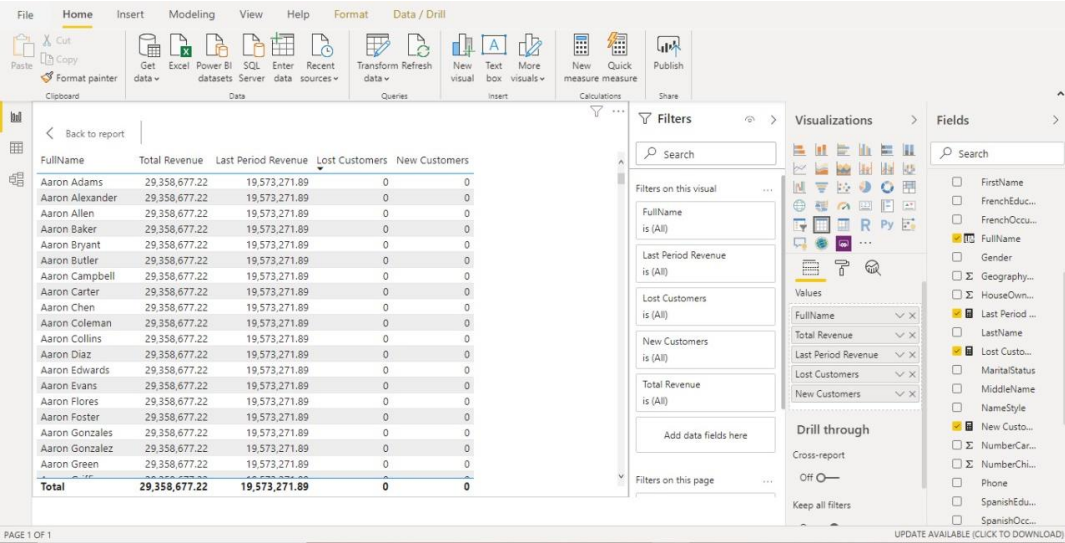 File Home Insert Modeling View Help Format Data / Drill
Paste
Cut
Copy
Format painter
Get data
Excel
Power BI datasets
SQL Server
Enter data
Recent sources
Transform data
Refresh
New visual
Text box
More visuals
New measure
Quick measure
Publish
Clipboard Data Queries Insert Calculations Share
Back to report
FullName Total Revenue Last Period Revenue Lost Customers New Customers
Aaron Adams 29,358,677.22 19,573,271.89 0 0
Aaron Alexander 29,358,677.22 19,573,271.89 0 0
Aaron Allen 29,358,677.22 19,573,271.89 0 0
Aaron Baker 29,358,677.22 19,573,271.89 0 0
Aaron Bryant 29,358,677.22 19,573,271.89 0 0
Aaron Butler 29,358,677.22 19,573,271.89 0 0
Aaron Campbell 29,358,677.22 19,573,271.89 0 0
Aaron Carter 29,358,677.22 19,573,271.89 0 0
Aaron Chen 29,358,677.22 19,573,271.89 0 0
Aaron Coleman 29,358,677.22 19,573,271.89 0 0
Aaron Collins 29,358,677.22 19,573,271.89 0 0
Aaron Diaz 29,358,677.22 19,573,271.89 0 0
Aaron Edwards 29,358,677.22 19,573,271.89 0 0
Aaron Evans 29,358,677.22 19,573,271.89 0 0
Aaron Flores 29,358,677.22 19,573,271.89 0 0
Aaron Foster 29,358,677.22 19,573,271.89 0 0
Aaron Gonzales 29,358,677.22 19,573,271.89 0 0
Aaron Gonzalez 29,358,677.22 19,573,271.89 0 0
Aaron Green 29,358,677.22 19,573,271.89 0 0
Total 29,358,677.22 19,573,271.89 0 0
Filters
Search
Filters on this visual ...
FullName
is (All)
Last Period Revenue
is (All)
Lost Customers
is (All)
New Customers
is (All)
Total Revenue
is (All)
Add data fields here
Filters on this page ...
Visualizations
R Py
...
Values
FullName
Total Revenue
Last Period Revenue
Lost Customers
New Customers
Drill through
Cross-report
Off
Keep all filters
Fields
Search
FirstName
FrenchEduc...
FrenchOccu...
FullName
Gender
Σ Geography...
Σ HouseOwn...
Last Period ...
LastName
Lost Custo...
MaritalStatus
MiddleName
NameStyle
New Custo...
Σ NumberCar...
Σ NumberChi...
Phone
SpanishEdu...
SpanishOcc...
PAGE 1 OF 1
UPDATE AVAILABLE (CLICK TO DOWNLOAD)